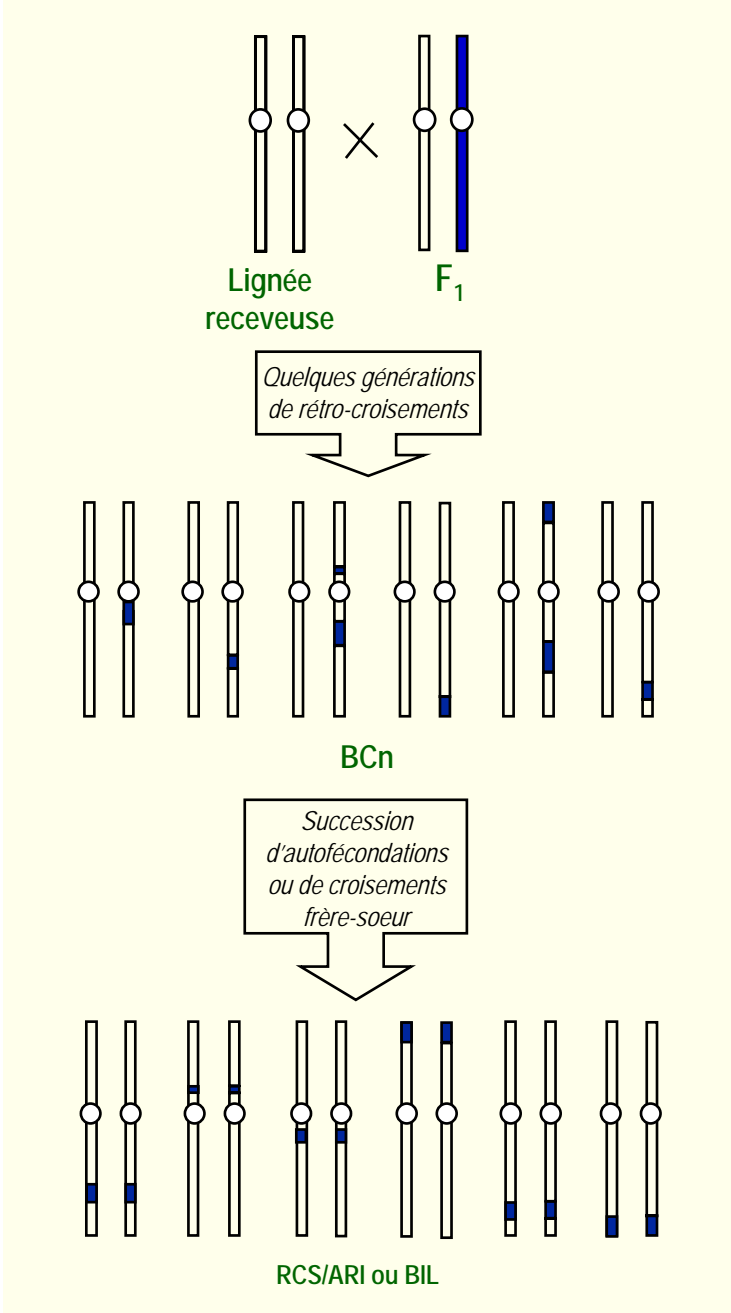 Lignée
receveuse
F1
Quelques générations
de rétro-croisements
BCn
Succession
d'autofécondations
ou de croisements
frère-soeur
RCS/ARI ou BIL